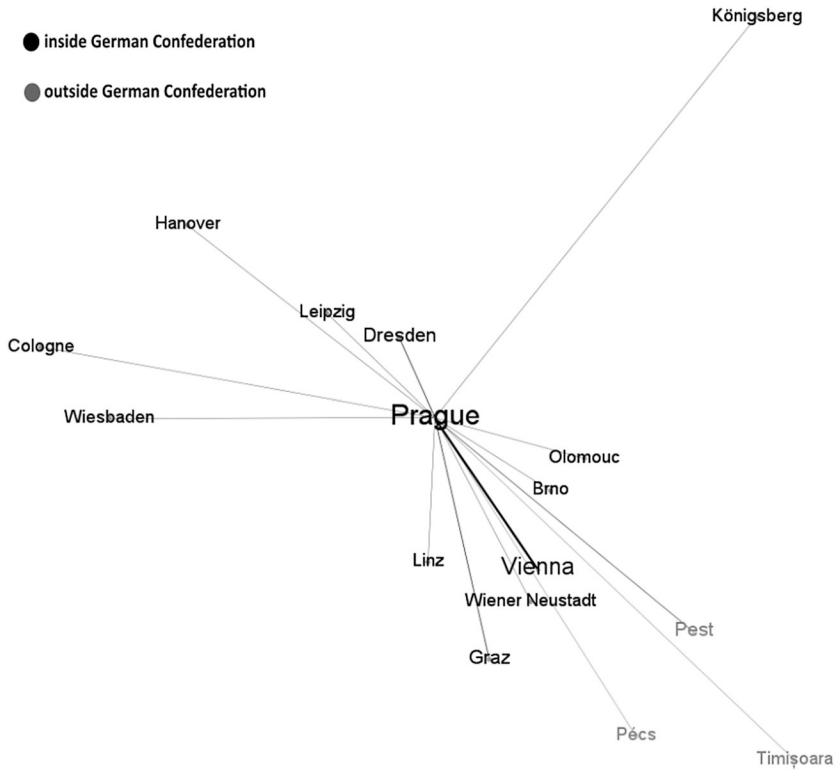 Königsberg
inside German Confederation
outside German Confederation
Hanover
Leipzig
Dresden
Cologne
Prague
Wiesbaden
Olomouc
Brno
Linz
Vienna
Wiener Neustadt
Pest
Graz
Pécs
Timișoara